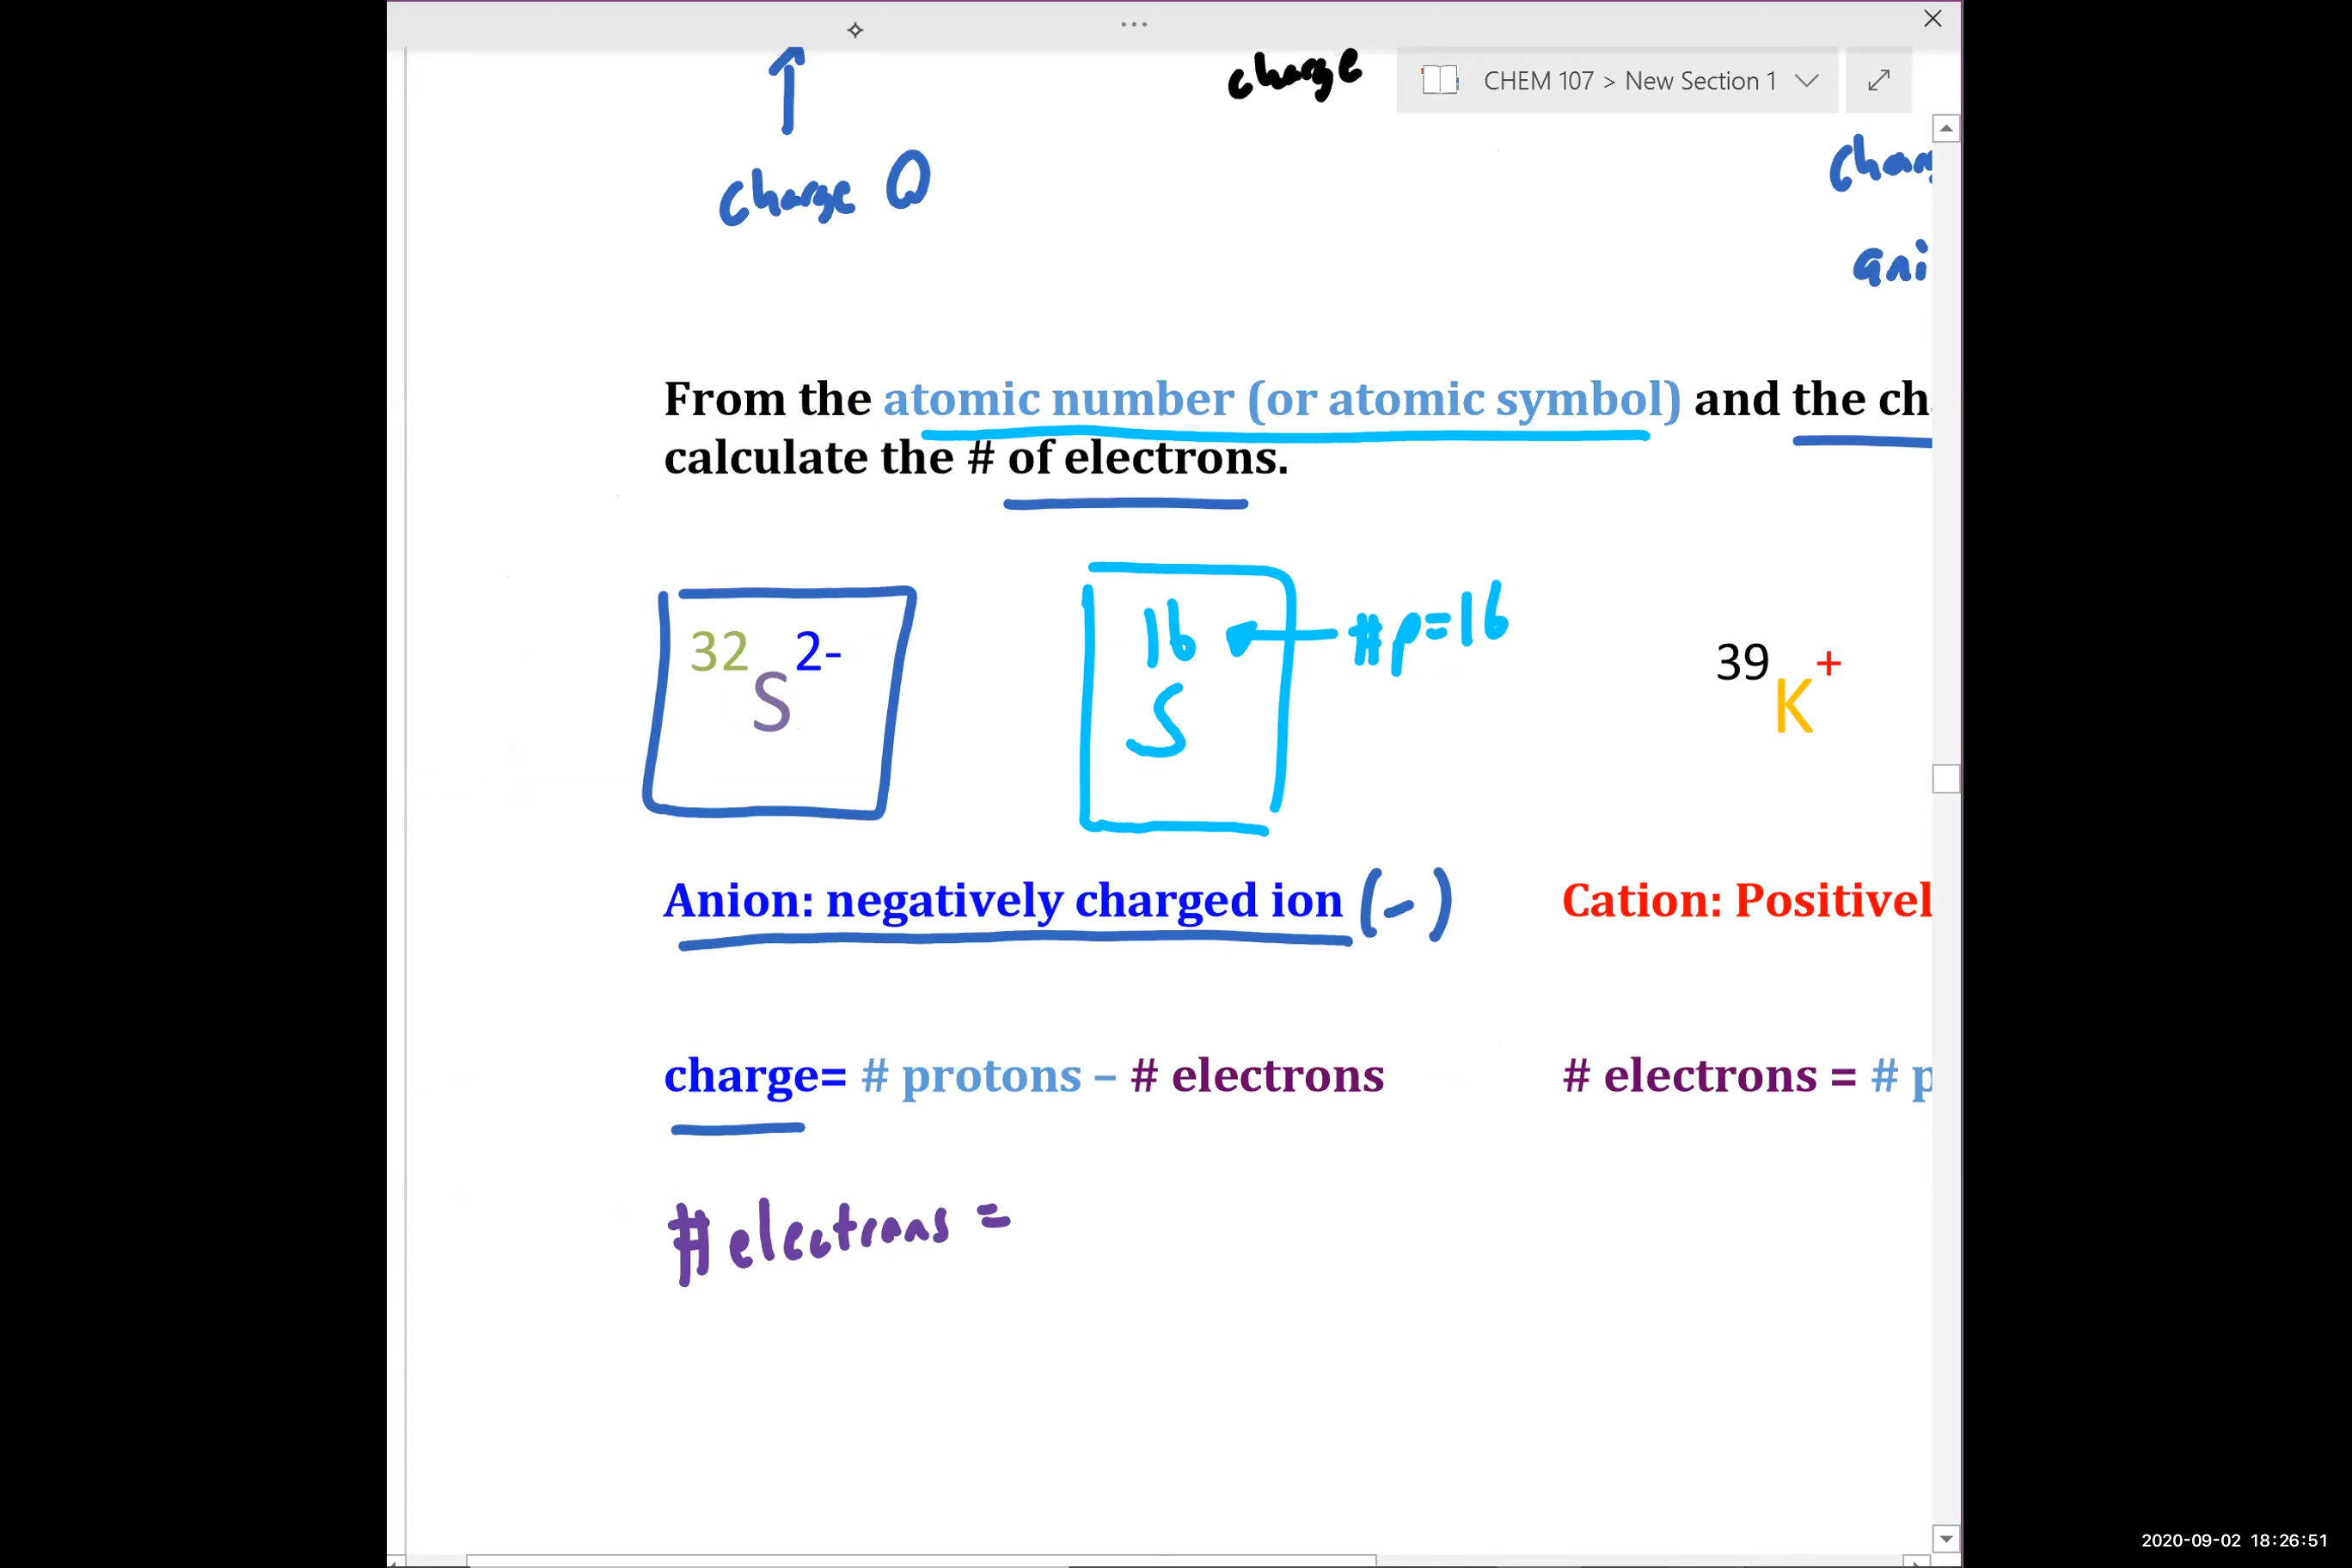 charge
CHEM 107 > New Section 1
charge 0
From the atomic number (or atomic symbol) and the ch
calculate the # of electrons.
32 2-
S
16 #p=16
S
39 +
K
Anion: negatively charged ion (-)
Cation: Positivel
charge= # protons – # electrons
# electrons = # p
# electrons =
2020-09-02 18:26:51